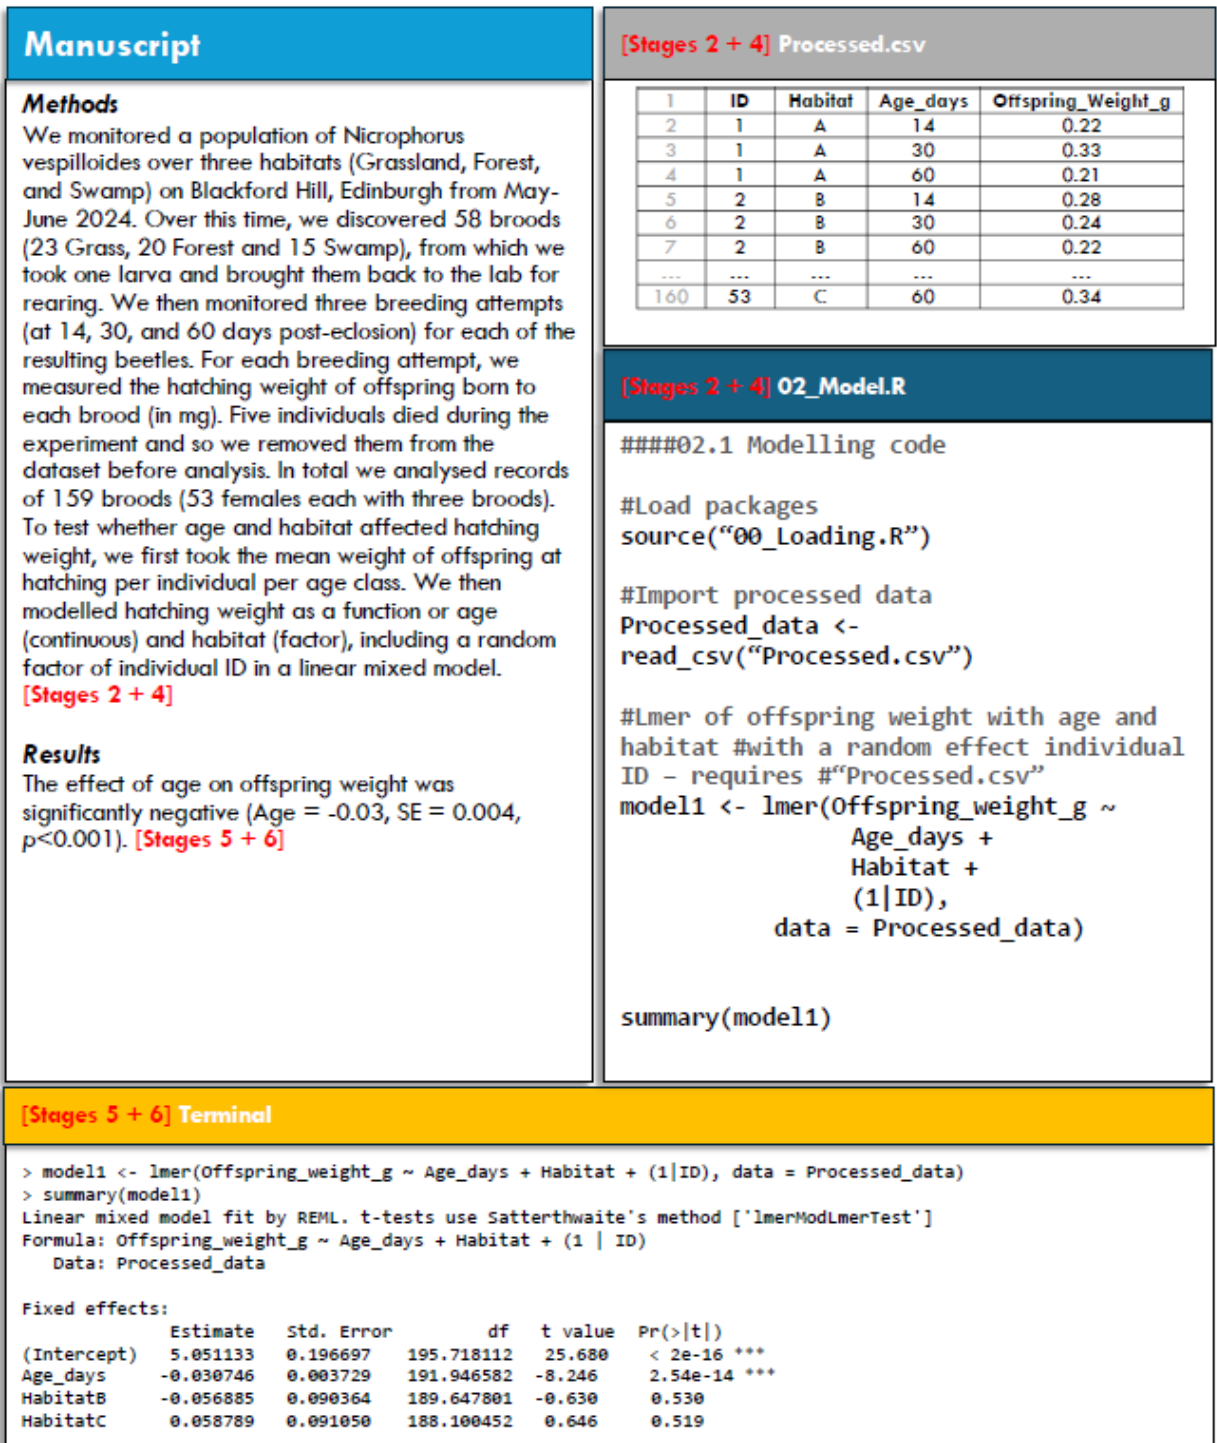 Manuscript
Methods
We monitored a population of Nicrophorus
vespilloides over three habitats (Grassland, Forest,
and Swamp) on Blackford Hill, Edinburgh from May-
June 2024. Over this time, we discovered 58 broods
(23 Grass, 20 Forest and 15 Swamp), from which we
took one larva and brought them back to the lab for
rearing. We then monitored three breeding attempts
(at 14, 30, and 60 days post-eclosion) for each of the
resulting beetles. For each breeding attempt, we
measured the hatching weight of offspring born to
each brood (in mg). Five individuals died during the
experiment and so we removed them from the
dataset before analysis. In total we analysed records
of 159 broods (53 females each with three broods).
To test whether age and habitat affected hatching
weight, we first took the mean weight of offspring at
hatching per individual per age class. We then
modelled hatching weight as a function or age
(continuous) and habitat (factor), including a random
factor of individual ID in a linear mixed model.
[Stages 2 + 4]
Results
The effect of age on offspring weight was
significantly negative (Age = -0.03, SE = 0.004,
p<0.001). [Stages 5 + 6]
[Stages 2 + 4] Processed.csv
1 ID Habitat Age_days Offspring_Weight_g
2 1 A 14 0.22
3 1 A 30 0.33
4 1 A 60 0.21
5 2 B 14 0.28
6 2 B 30 0.24
7 2 B 60 0.22
... ... ... ... ...
160 53 C 60 0.34
[Stages 2 + 4] 02_Model.R
####02.1 Modelling code
#Load packages
source(“00_Loading.R”)
#Import processed data
Processed_data <-
read_csv(“Processed.csv”)
#Lmer of offspring weight with age and
habitat #with a random effect individual
ID – requires #“Processed.csv”
model1 <- lmer(Offspring_weight_g ~
Age_days +
Habitat +
(1|ID),
data = Processed_data)
summary(model1)
[Stages 5 + 6] Terminal
> model1 <- lmer(Offspring_weight_g ~ Age_days + Habitat + (1|ID), data = Processed_data)
> summary(model1)
Linear mixed model fit by REML. t-tests use Satterthwaite's method ['lmerModLmerTest']
Formula: Offspring_weight_g ~ Age_days + Habitat + (1 | ID)
Data: Processed_data
Fixed effects:
Estimate Std. Error df t value Pr(>|t|)
(Intercept) 5.051133 0.196697 195.718112 25.680 < 2e-16 ***
Age_days -0.030746 0.003729 191.946582 -8.246 2.54e-14 ***
HabitatB -0.056885 0.090364 189.647801 -0.630 0.530
HabitatC 0.058789 0.091050 188.100452 0.646 0.519